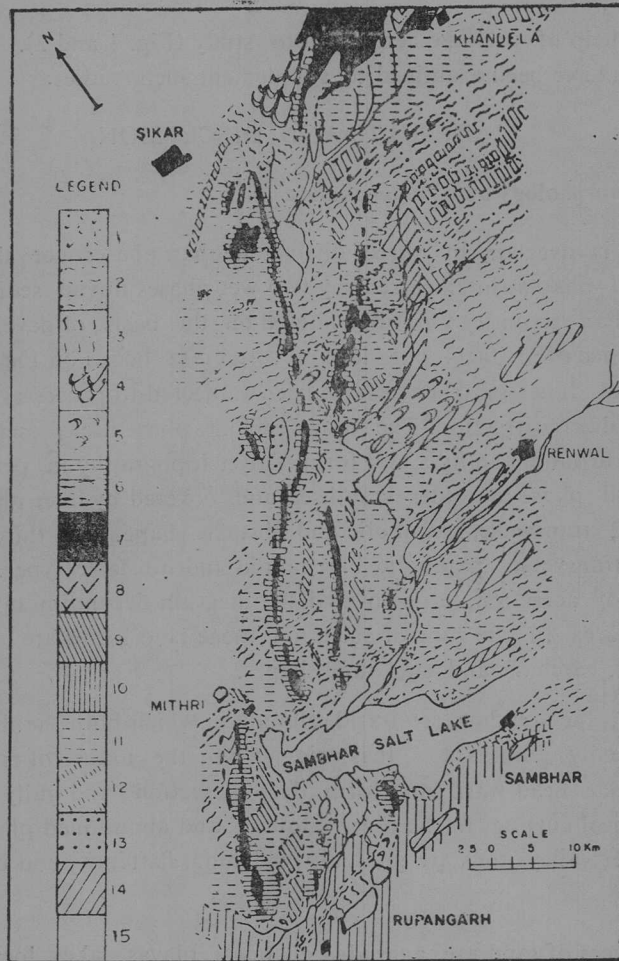 KHANDELA
N
SIKAR
LEGEND
1
2
3
4
5
6
7
8
9
10
11
12
13
14
15
RENWAL
MITHRI
SAMBHAR SALT LAKE
SAMBHAR
SCALE
2.5 0 5 10 Km
RUPANGARH